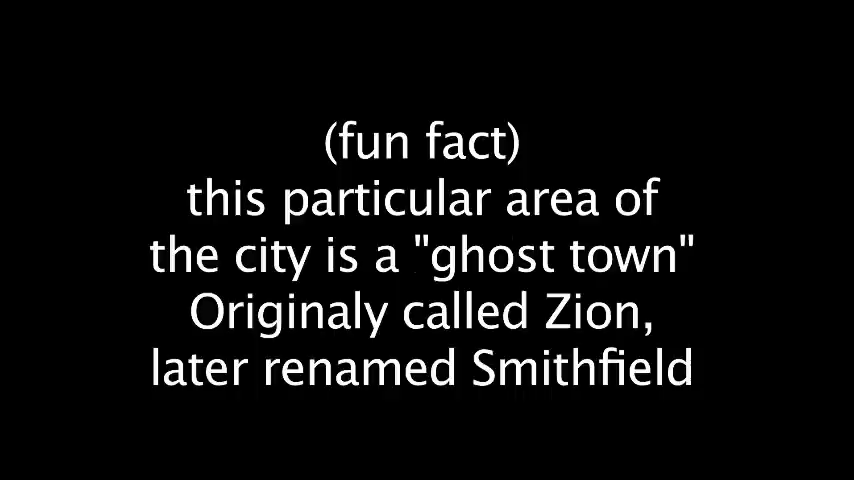 (fun fact)
this particular area of
the city is a "ghost town"
Originaly called Zion,
later renamed Smithfield